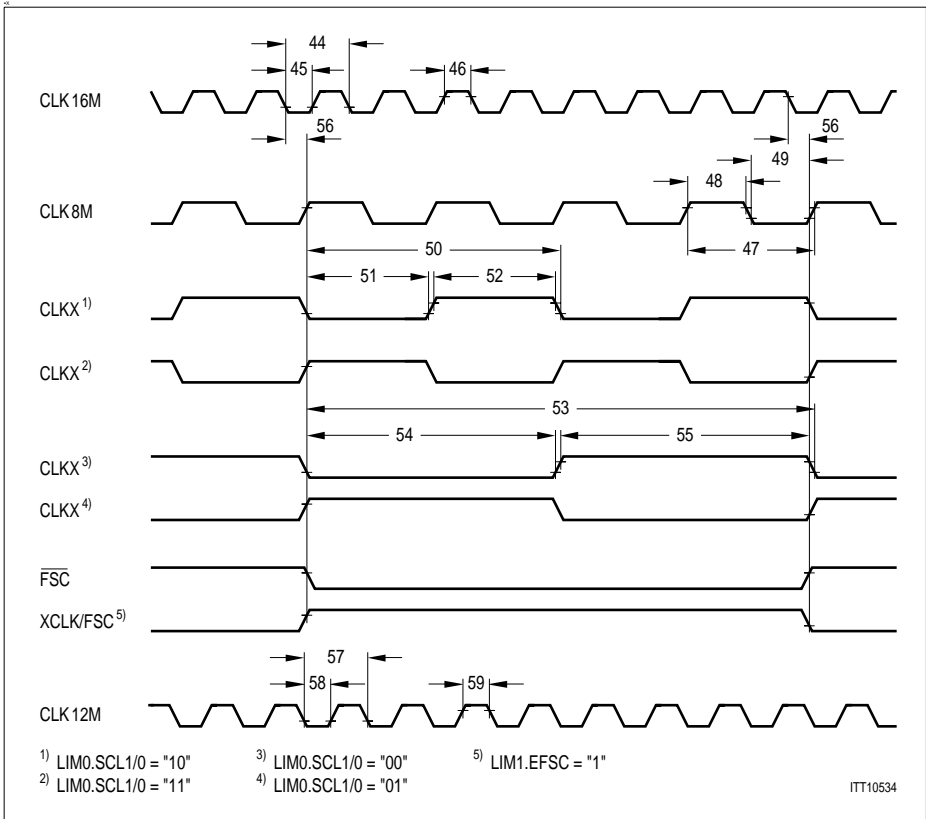 44
45
46
CLK16M
56
56
49
48
CLK8M
50
47
51
52
CLKX 1)
CLKX 2)
53
54
55
CLKX 3)
CLKX 4)
FSC
XCLK/FSC 5)
57
58
59
CLK12M
1) LIM0.SCL1/0 = "10"
3) LIM0.SCL1/0 = "00"
5) LIM1.EFSC = "1"
2) LIM0.SCL1/0 = "11"
4) LIM0.SCL1/0 = "01"
ITT10534